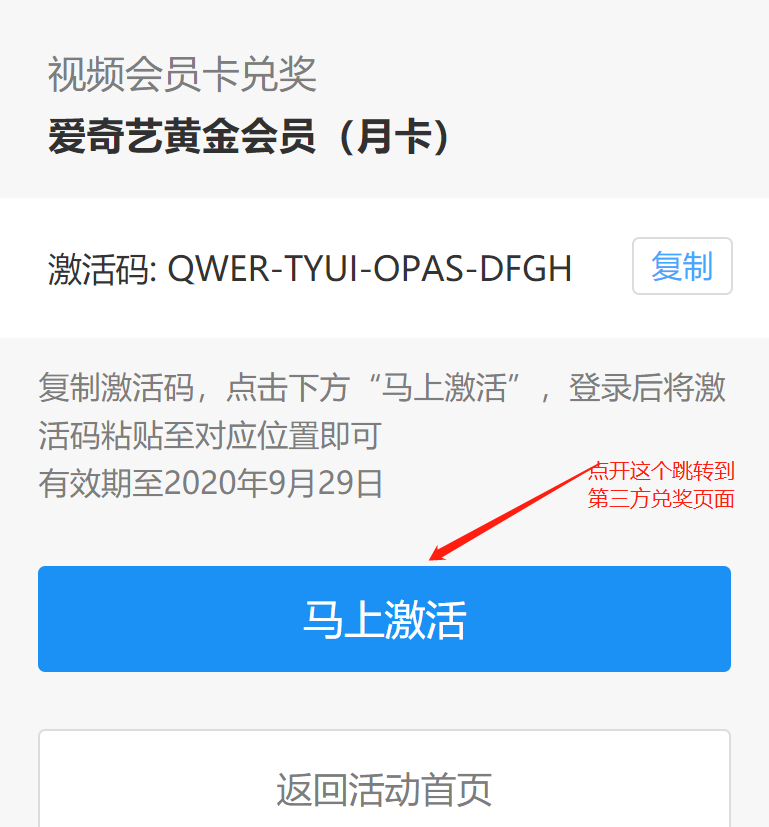 视频会员卡兑奖
爱奇艺黄金会员（月卡）
激活码: QWER-TYUI-OPAS-DFGH
复制
复制激活码，点击下方“马上激活”，登录后将激
活码粘贴至对应位置即可
有效期至2020年9月29日
点开这个跳转到
第三方兑奖页面
马上激活
返回活动首页